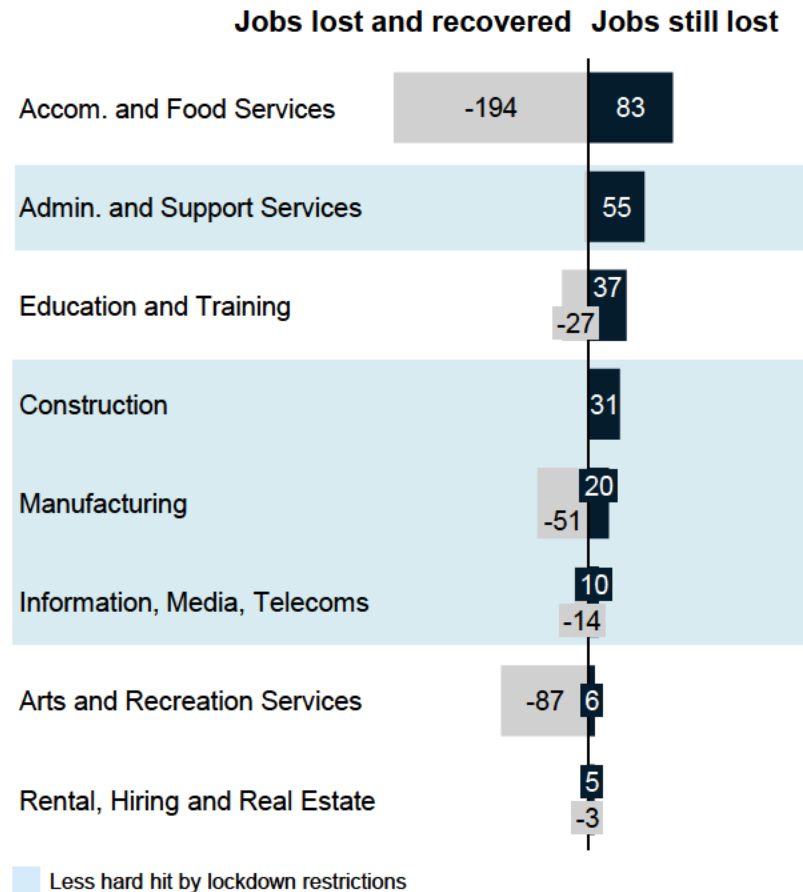 Jobs lost and recovered Jobs still lost
Accom. and Food Services -194 83
Admin. and Support Services 55
Education and Training 37
-27
Construction 31
Manufacturing 20
-51
Information, Media, Telecoms 10
-14
Arts and Recreation Services -87 6
Rental, Hiring and Real Estate 5
-3
Less hard hit by lockdown restrictions